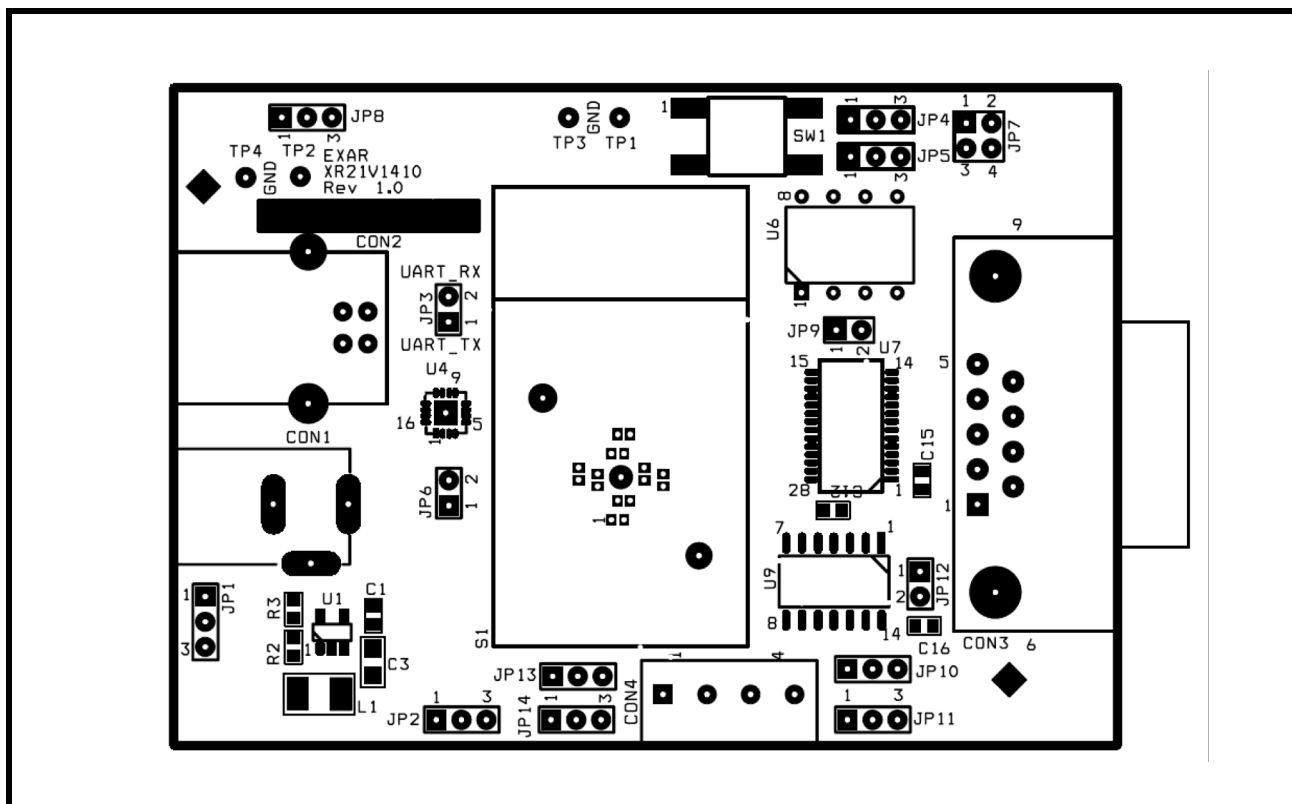 JP8
1
3
TP4
GND
TP2
EXAR
XR21V1410
Rev 1.0
TP3
GND
TP1
1
SW1
1
3
JP4
1
3
JP5
1
2
JP7
3
4
CON2
UART_RX
JP3
2
1
UART_TX
8
U6
1
9
JP9
1
2
U7
15
14
28
1
U4
9
16
5
1
CON1
JP6
2
1
1
S1
C15
5
1
7
1
U9
8
14
1
2
JP12
C16
CON3
6
1
JP1
3
R3
R2
U1
1
C1
C3
L1
JP2
1
3
JP13
JP14
1
3
CON4
4
JP10
1
3
JP11